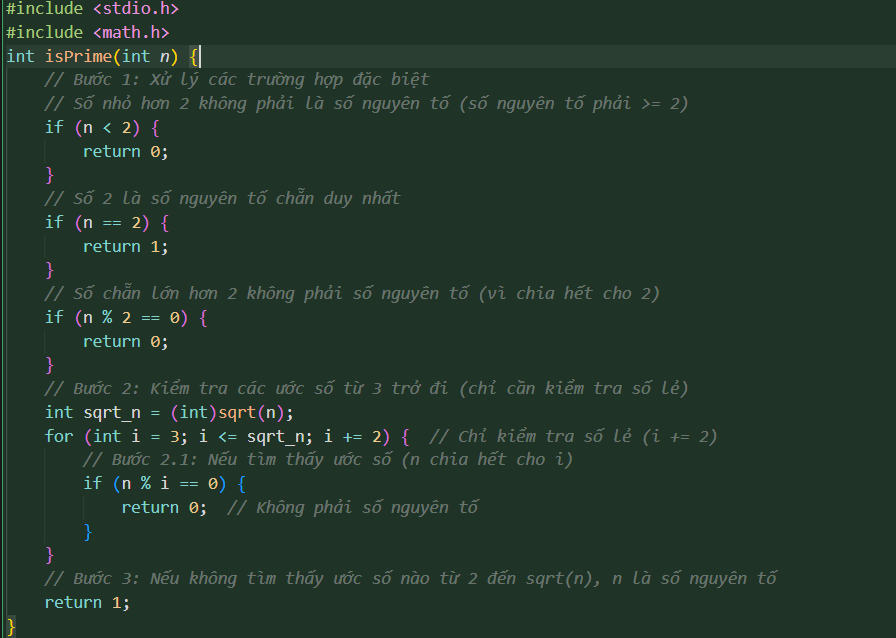 #include <stdio.h>
#include <math.h>
int isPrime(int n) {
    // Bước 1: Xử lý các trường hợp đặc biệt
    // Số nhỏ hơn 2 không phải là số nguyên tố (số nguyên tố phải >= 2)
    if (n < 2) {
        return 0;
    }
    // Số 2 là số nguyên tố chẵn duy nhất
    if (n == 2) {
        return 1;
    }
    // Số chẵn lớn hơn 2 không phải số nguyên tố (vì chia hết cho 2)
    if (n % 2 == 0) {
        return 0;
    }
    // Bước 2: Kiểm tra các ước số từ 3 trở đi (chỉ cần kiểm tra số lẻ)
    int sqrt_n = (int)sqrt(n);
    for (int i = 3; i <= sqrt_n; i += 2) {  // Chỉ kiểm tra số lẻ (i += 2)
        // Bước 2.1: Nếu tìm thấy ước số (n chia hết cho i)
        if (n % i == 0) {
            return 0;  // Không phải số nguyên tố
        }
    }
    // Bước 3: Nếu không tìm thấy ước số nào từ 2 đến sqrt(n), n là số nguyên tố
    return 1;
}